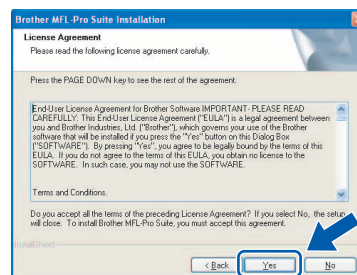 Brother MFL-Pro Suite Installation
License Agreement
Please read the following license agreement carefully.
Press the PAGE DOWN key to see the rest of the agreement.
End-User License Agreement for Brother Software IMPORTANT- PLEASE READ
CAREFULLY: This End-User License Agreement ("EULA") is a legal agreement between
you and Brother Industries, Ltd. ("Brother"), which governs your use of the Brother
software that will be installed if you press the "Yes" button on this Dialog Box
("SOFTWARE"). By pressing "Yes", you agree to be legally bound by the terms of this
EULA. If you do not agree to the terms of this EULA, you obtain no license to the
SOFTWARE. In such case, you may not use the SOFTWARE.
Terms and Conditions.
Do you accept all the terms of the preceding License Agreement? If you select No, the setup
will close. To install Brother MFL-Pro Suite, you must accept this agreement.
InstallShield
< Back Yes No